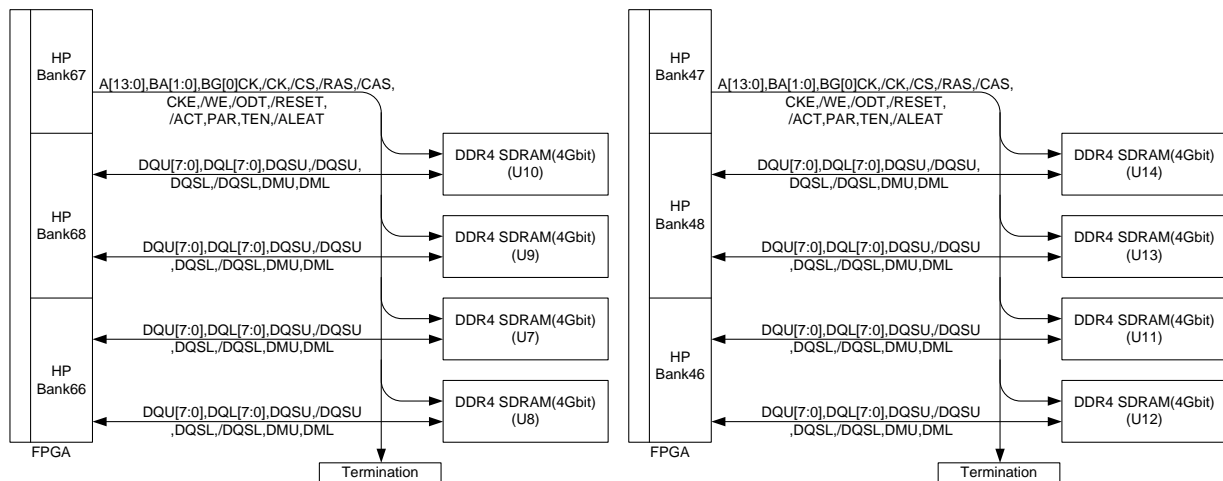 HP
Bank67
A[13:0],BA[1:0],BG[0]CK,/CK,/CS,/RAS,/CAS,
CKE,/WE,/ODT,/RESET,
/ACT,PAR,TEN,/ALEAT
DDR4 SDRAM(4Gbit)
(U10)
DQU[7:0],DQL[7:0],DQSU,/DQSU,
DQSL,/DQSL,DMU,DML
HP
Bank68
DDR4 SDRAM(4Gbit)
(U9)
DQU[7:0],DQL[7:0],DQSU,/DQSU
,DQSL,/DQSL,DMU,DML
DDR4 SDRAM(4Gbit)
(U7)
DQU[7:0],DQL[7:0],DQSU,/DQSU
,DQSL,/DQSL,DMU,DML
HP
Bank66
DDR4 SDRAM(4Gbit)
(U8)
DQU[7:0],DQL[7:0],DQSU,/DQSU
,DQSL,/DQSL,DMU,DML
FPGA
Termination
HP
Bank47
A[13:0],BA[1:0],BG[0]CK,/CK,/CS,/RAS,/CAS,
CKE,/WE,/ODT,/RESET,
/ACT,PAR,TEN,/ALEAT
DDR4 SDRAM(4Gbit)
(U14)
DQU[7:0],DQL[7:0],DQSU,/DQSU,
DQSL,/DQSL,DMU,DML
HP
Bank48
DDR4 SDRAM(4Gbit)
(U13)
DQU[7:0],DQL[7:0],DQSU,/DQSU
,DQSL,/DQSL,DMU,DML
DDR4 SDRAM(4Gbit)
(U11)
DQU[7:0],DQL[7:0],DQSU,/DQSU
,DQSL,/DQSL,DMU,DML
HP
Bank46
DDR4 SDRAM(4Gbit)
(U12)
DQU[7:0],DQL[7:0],DQSU,/DQSU
,DQSL,/DQSL,DMU,DML
FPGA
Termination